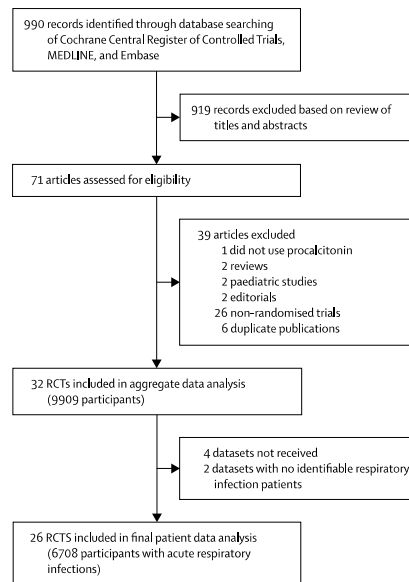 990 records identified through database searching
of Cochrane Central Register of Controlled Trials,
MEDLINE, and Embase
919 records excluded based on review of
titles and abstracts
71 articles assessed for eligibility
39 articles excluded
1 did not use procalcitonin
2 reviews
2 paediatric studies
2 editorials
26 non-randomised trials
6 duplicate publications
32 RCTs included in aggregate data analysis
(9909 participants)
4 datasets not received
2 datasets with no identifiable respiratory
infection patients
26 RCTS included in final patient data analysis
(6708 participants with acute respiratory
infections)